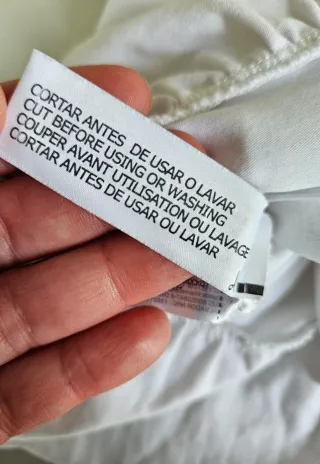 CORTAR ANTES DE USAR O LAVAR
CUT BEFORE USING OR WASHING
COUPER AVANT UTILISATION OU LAVAGE
CORTAR ANTES DE USAR OU LAVAR